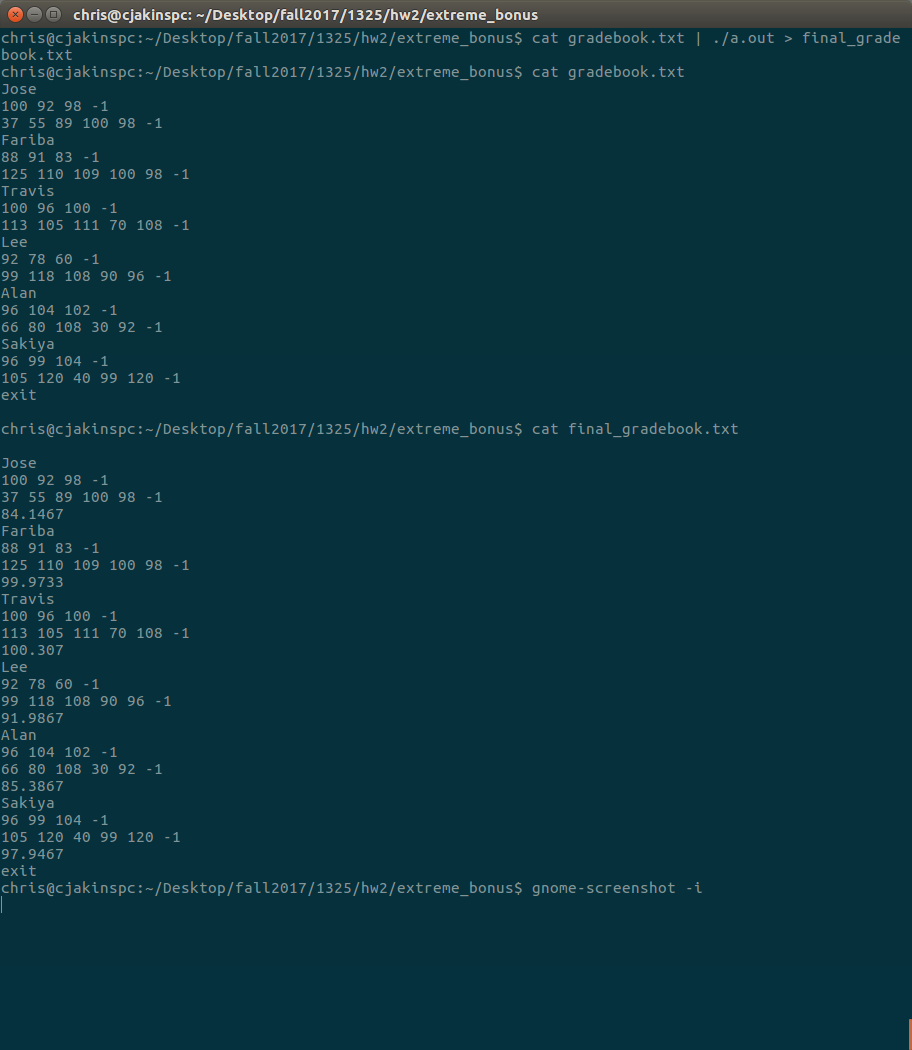 chris@cjakinspc: ~/Desktop/fall2017/1325/hw2/extreme_bonus
chris@cjakinspc:~/Desktop/fall2017/1325/hw2/extreme_bonus$ cat gradebook.txt | ./a.out > final_grade
book.txt
chris@cjakinspc:~/Desktop/fall2017/1325/hw2/extreme_bonus$ cat gradebook.txt
Jose
100 92 98 -1
37 55 89 100 98 -1
Fariba
88 91 83 -1
125 110 109 100 98 -1
Travis
100 96 100 -1
113 105 111 70 108 -1
Lee
92 78 60 -1
99 118 108 90 96 -1
Alan
96 104 102 -1
66 80 108 30 92 -1
Sakiya
96 99 104 -1
105 120 40 99 120 -1
exit
chris@cjakinspc:~/Desktop/fall2017/1325/hw2/extreme_bonus$ cat final_gradebook.txt
Jose
100 92 98 -1
37 55 89 100 98 -1
84.1467
Fariba
88 91 83 -1
125 110 109 100 98 -1
99.9733
Travis
100 96 100 -1
113 105 111 70 108 -1
100.307
Lee
92 78 60 -1
99 118 108 90 96 -1
91.9867
Alan
96 104 102 -1
66 80 108 30 92 -1
85.3867
Sakiya
96 99 104 -1
105 120 40 99 120 -1
97.9467
exit
chris@cjakinspc:~/Desktop/fall2017/1325/hw2/extreme_bonus$ gnome-screenshot -i